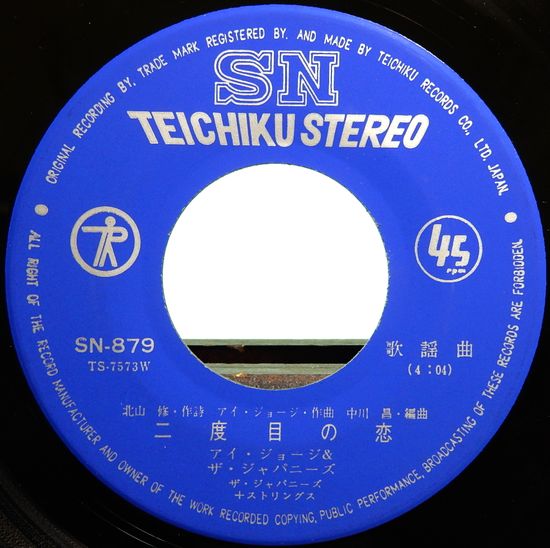 ORIGINAL RECORDING BY, TRADE MARK REGISTERED BY. AND MADE BY TEICHIKU RECORDS CO., LTD. JAPAN.
SN
TEICHIKU STEREO
TR
45
rpm
SN-879
TS-7573W
歌謡曲
(4:04)
北山 修・作詩 アイ・ジョージ・作曲 中川 昌・編曲
二度目の恋
アイ・ジョージ&
ザ・ジャパニーズ
ザ・ジャパニーズ
+ストリングス
ALL RIGHT OF THE RECORD MANUFACTURER AND OWNER OF THE WORK RECORDED COPYING, PUBLIC PERFORMANCE, BROADCASTING OF THESE RECORDS ARE FORBIDDEN.